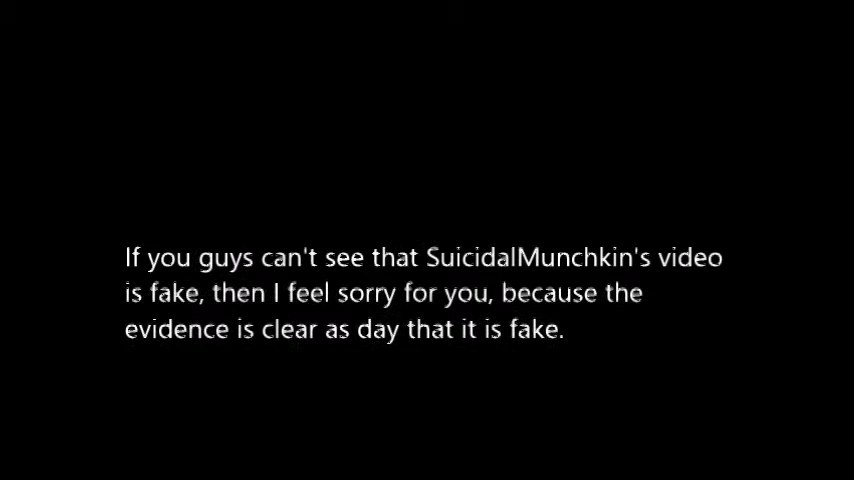 If you guys can't see that SuicidalMunchkin's video
is fake, then I feel sorry for you, because the
evidence is clear as day that it is fake.